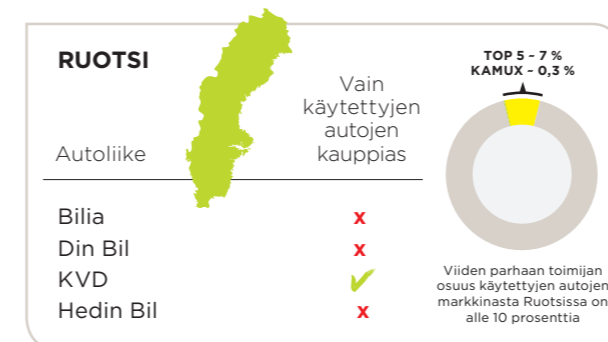 RUOTSI
Autoliike
Vain
käytettyjen
autojen
kauppias
Bilia x
Din Bil x
KVD ✓
Hedin Bil x
TOP 5 – 7 %
KAMUX – 0,3 %
Viiden parhaan toimijan
osuus käytettyjen autojen
markkinasta Ruotsissa on
alle 10 prosenttia